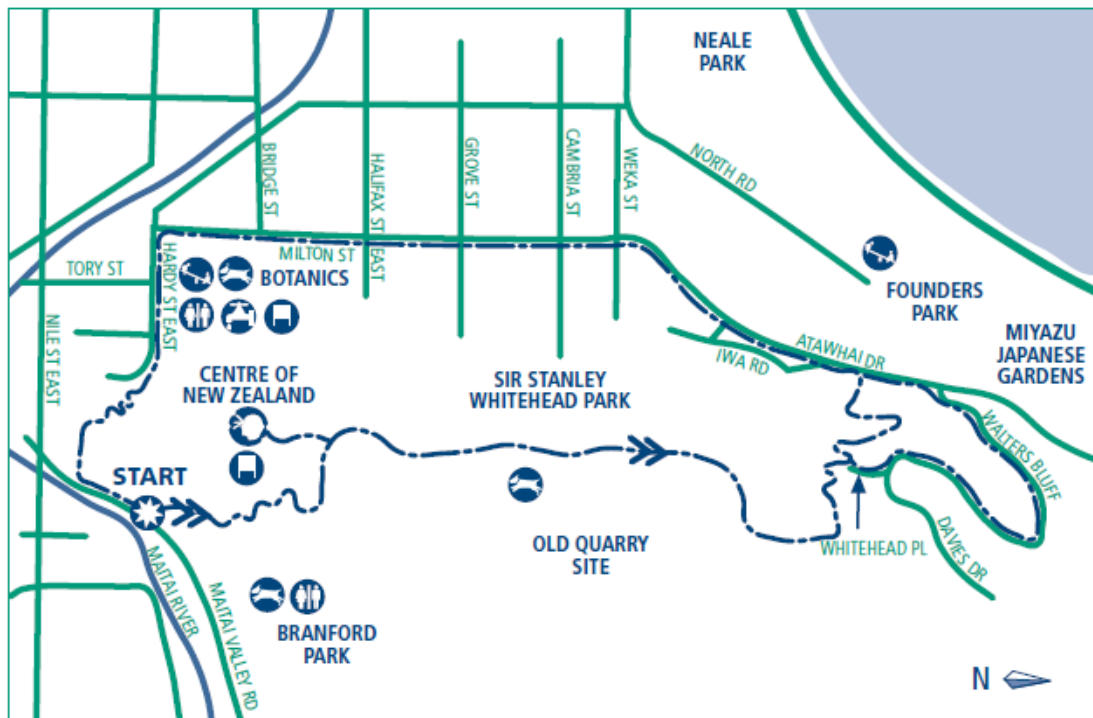 NEALE
PARK
BRIDGE ST
HALIFAX ST EAST
GROVE ST
CAMBRIA ST
WEKA ST
NORTH RD
HARDY ST EAST
MILTON ST
TORY ST
BOTANICS
FOUNDERS
PARK
NILE ST EAST
MIYAZU
JAPANESE
GARDENS
ATAWHAI DR
IWA RD
CENTRE OF
NEW ZEALAND
SIR STANLEY
WHITEHEAD PARK
WALTERS BLUFF
START
OLD QUARRY
SITE
WHITEHEAD PL
DAVIES DR
MAITAI RIVER
MAITAI VALLEY RD
BRANFORD
PARK
N